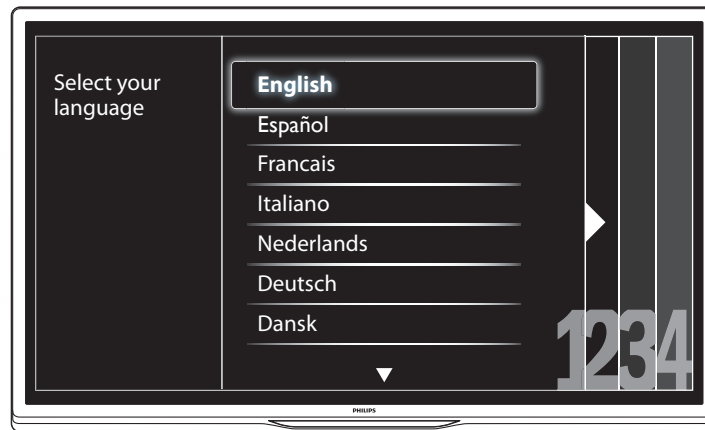 Select your
language
English
Español
Francais
Italiano
Nederlands
Deutsch
Dansk
1234
PHILIPS